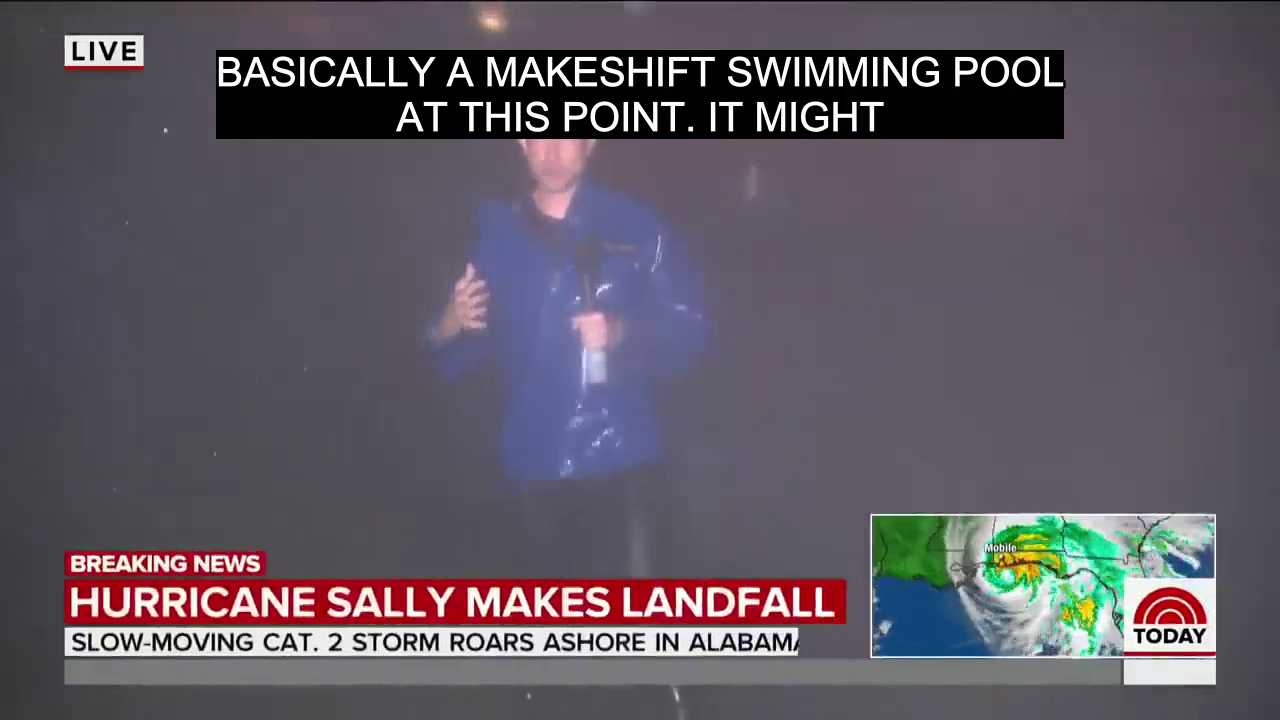 LIVE
BASICALLY A MAKESHIFT SWIMMING POOL
AT THIS POINT. IT MIGHT
Mobile
BREAKING NEWS
HURRICANE SALLY MAKES LANDFALL
SLOW-MOVING CAT. 2 STORM ROARS ASHORE IN ALABAMA
TODAY